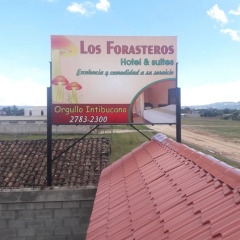 Los Forasteros
Hotel & suites
Excelencia y comodidad a su servicio
Orgullo Intibucano
2783-2300